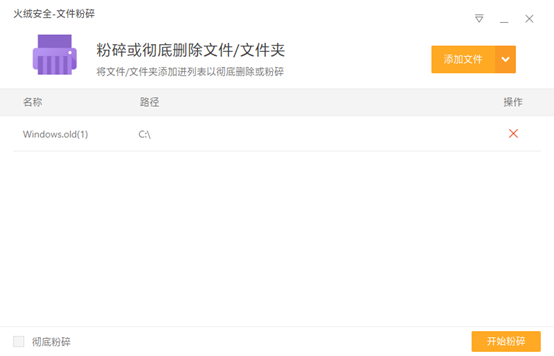 火绒安全-文件粉碎
粉碎或彻底删除文件/文件夹
将文件/文件夹添加进列表以彻底删除或粉碎
添加文件
名称 路径 操作
Windows.old(1) C:\
彻底粉碎 开始粉碎